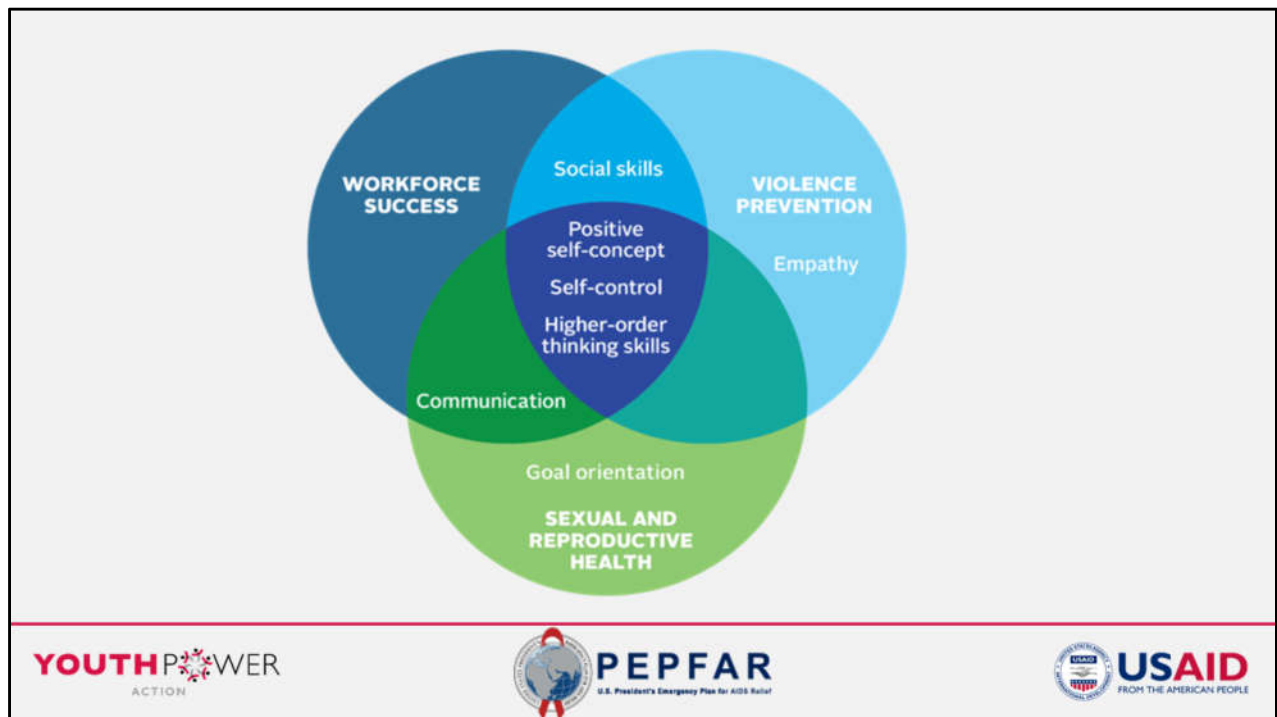 WORKFORCE
SUCCESS
Social skills
VIOLENCE
PREVENTION
Positive
self-concept
Empathy
Self-control
Higher-order
thinking skills
Communication
Goal orientation
SEXUAL AND
REPRODUCTIVE
HEALTH
YOUTHPOWER
ACTION
PEPFAR
U.S. President's Emergency Plan for AIDS Relief
USAID
USAID
FROM THE AMERICAN PEOPLE